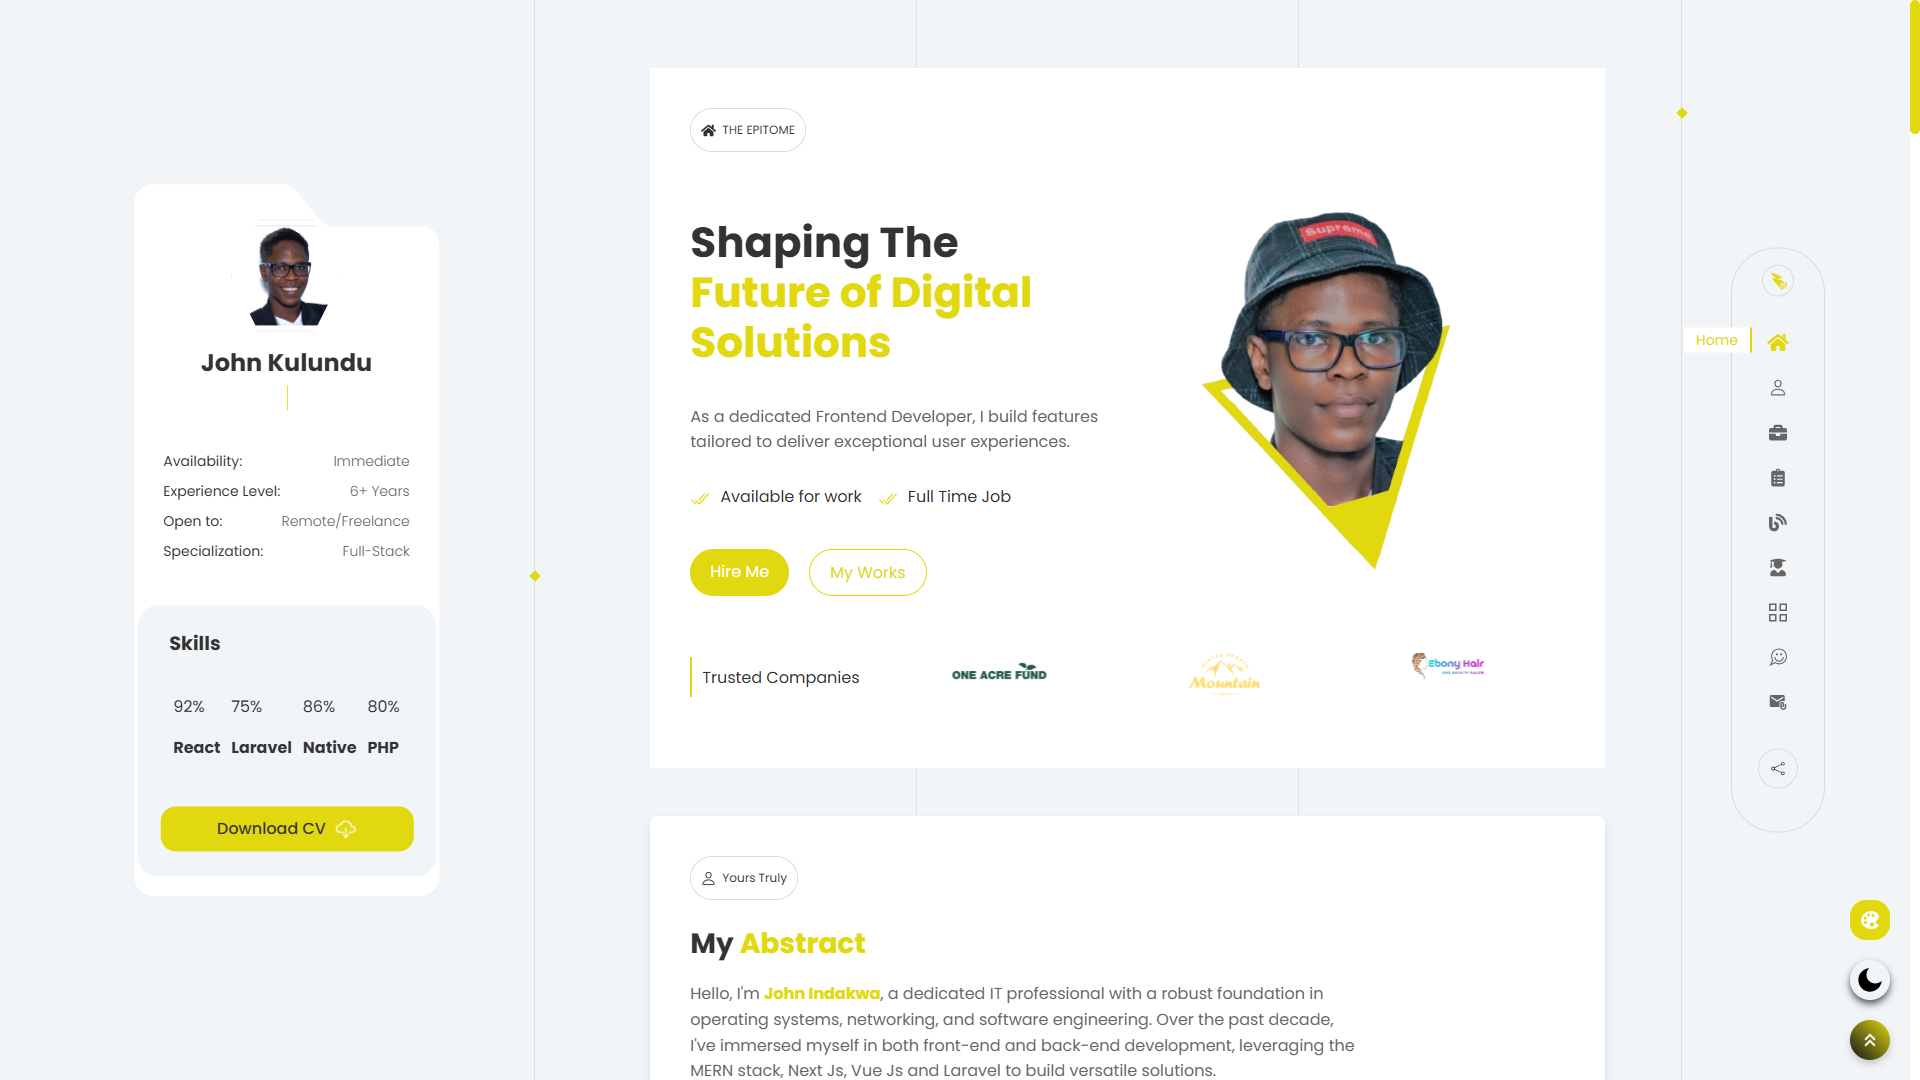 John Kulundu
Availability: Immediate
Experience Level: 6+ Years
Open to: Remote/Freelance
Specialization: Full-Stack
Skills
92% 75% 86% 80%
React Laravel Native PHP
Download CV
THE EPITOME
Shaping The
Future of Digital
Solutions
As a dedicated Frontend Developer, I build features
tailored to deliver exceptional user experiences.
Available for work Full Time Job
Hire Me My Works
Supreme
Trusted Companies
ONE ACRE FUND
Mountain
Ebony Hair
Yours Truly
My Abstract
Hello, I'm John Indakwa, a dedicated IT professional with a robust foundation in
operating systems, networking, and software engineering. Over the past decade,
I've immersed myself in both front-end and back-end development, leveraging the
MERN stack, Next Js, Vue Js and Laravel to build versatile solutions.
Home